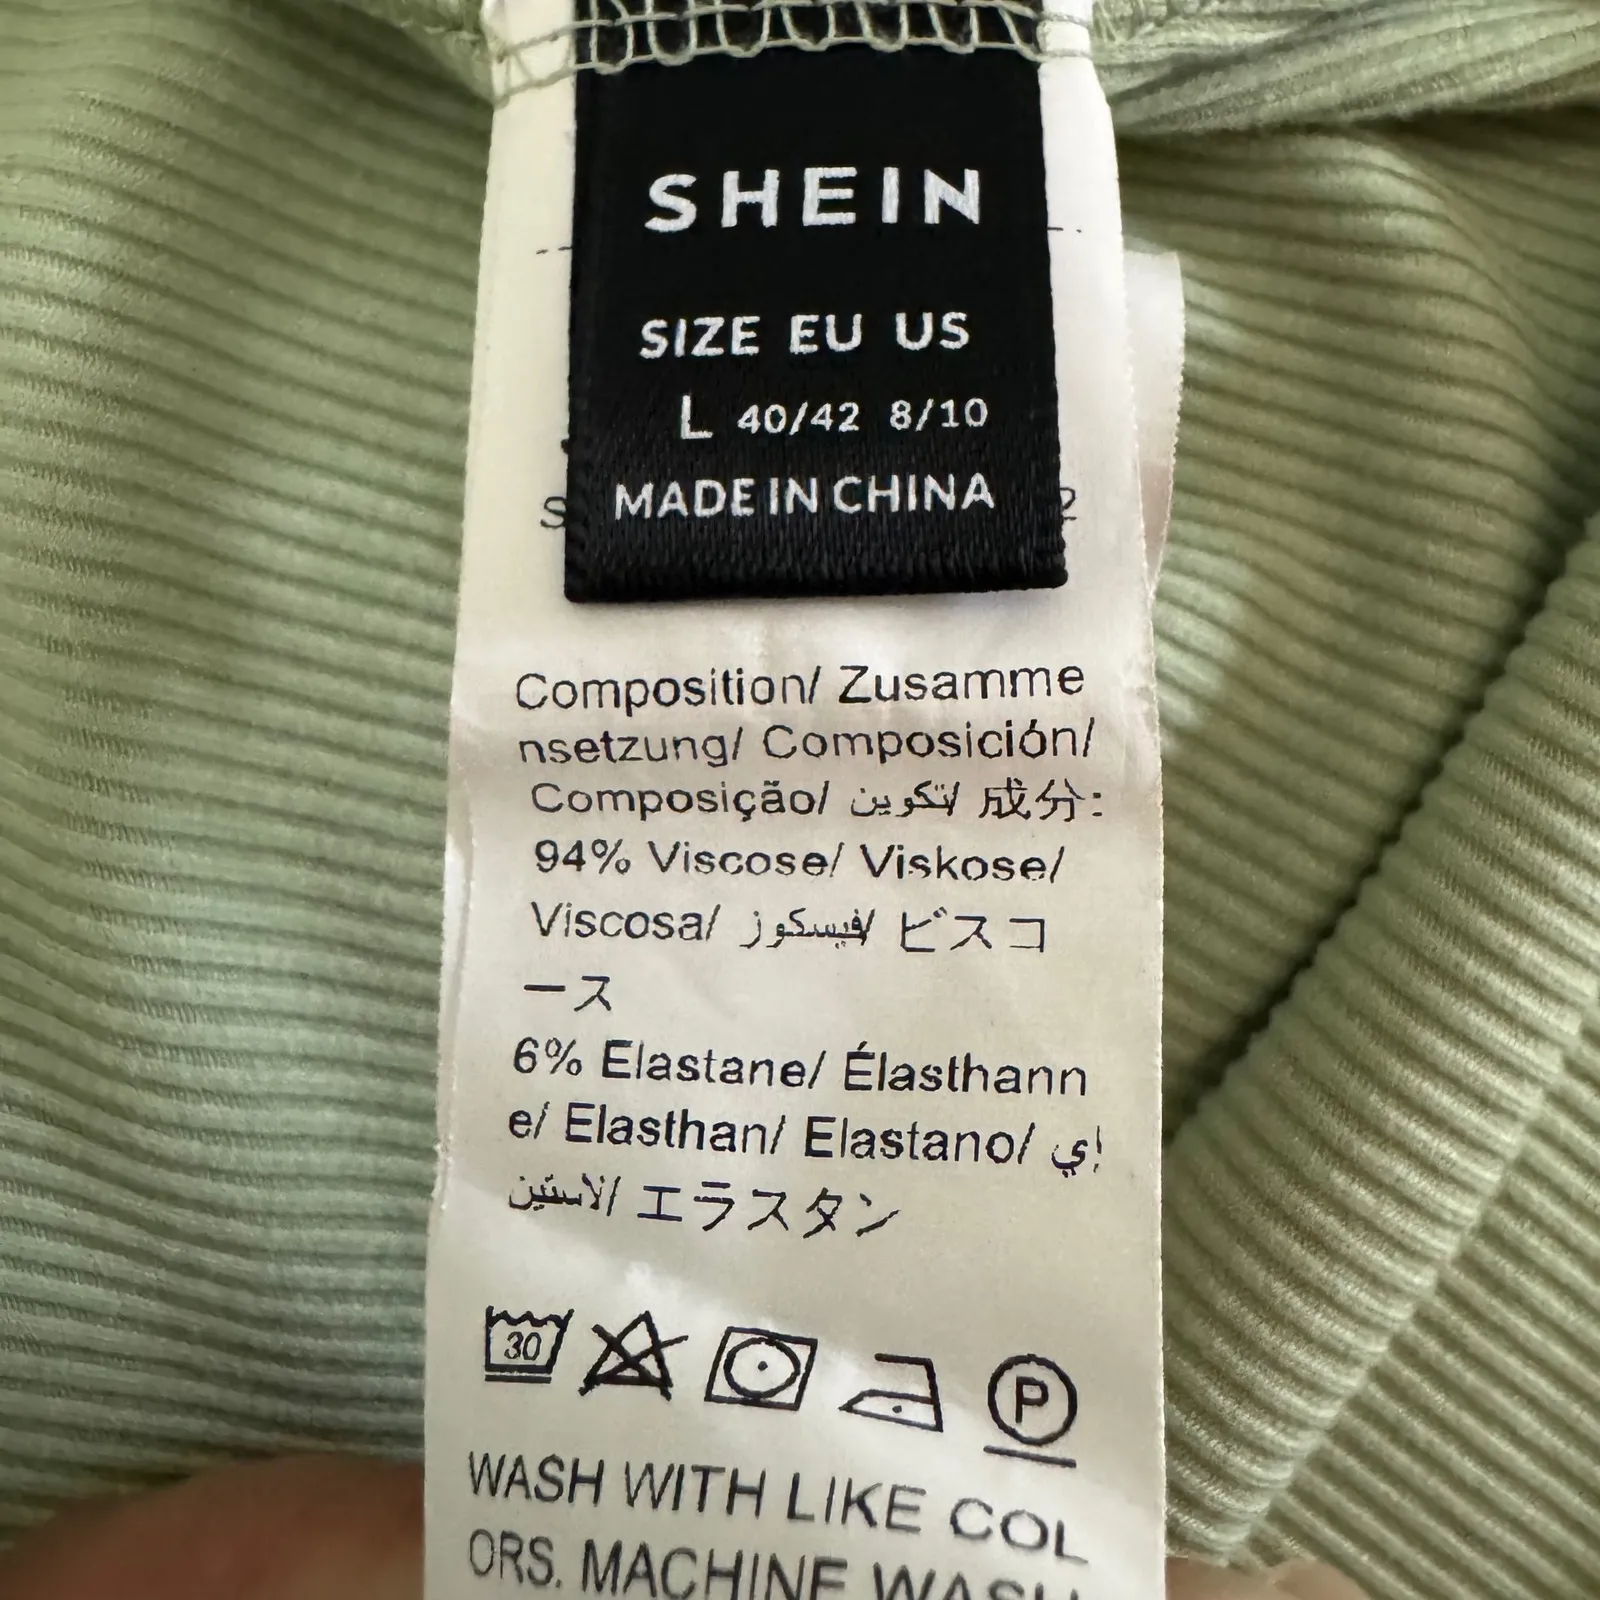 SHEIN
SIZE EU US
L 40/42 8/10
MADE IN CHINA
Composition/ Zusamme
nsetzung/ Composición/
Composição/ تكوين/ 成分:
94% Viscose/ Viskose/
Viscosa/ فيسكوز/ ビスコ
ース
6% Elastane/ Élasthann
e/ Elasthan/ Elastano/ إي
لاستين/ エラスタン
30
P
WASH WITH LIKE COL
ORS. MACHINE WASH